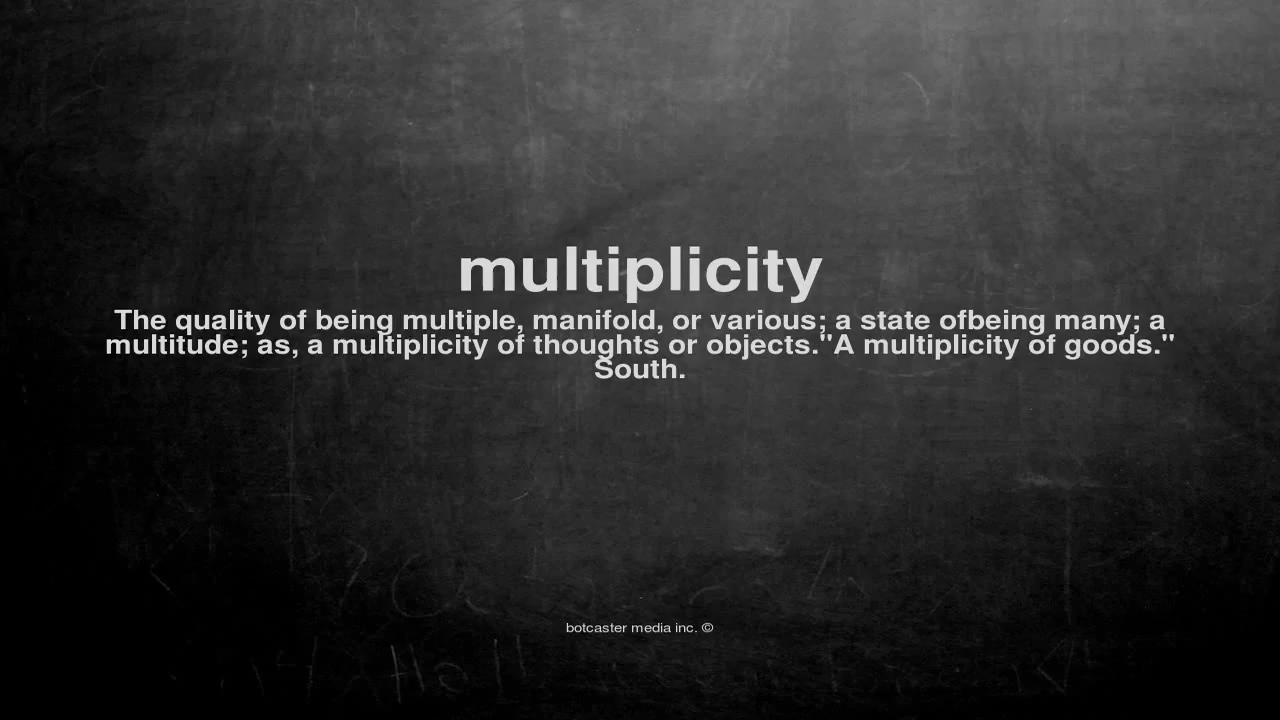 multiplicity
The quality of being multiple, manifold, or various; a state ofbeing many; a
multitude; as, a multiplicity of thoughts or objects."A multiplicity of goods."
South.
botcaster media inc. ©